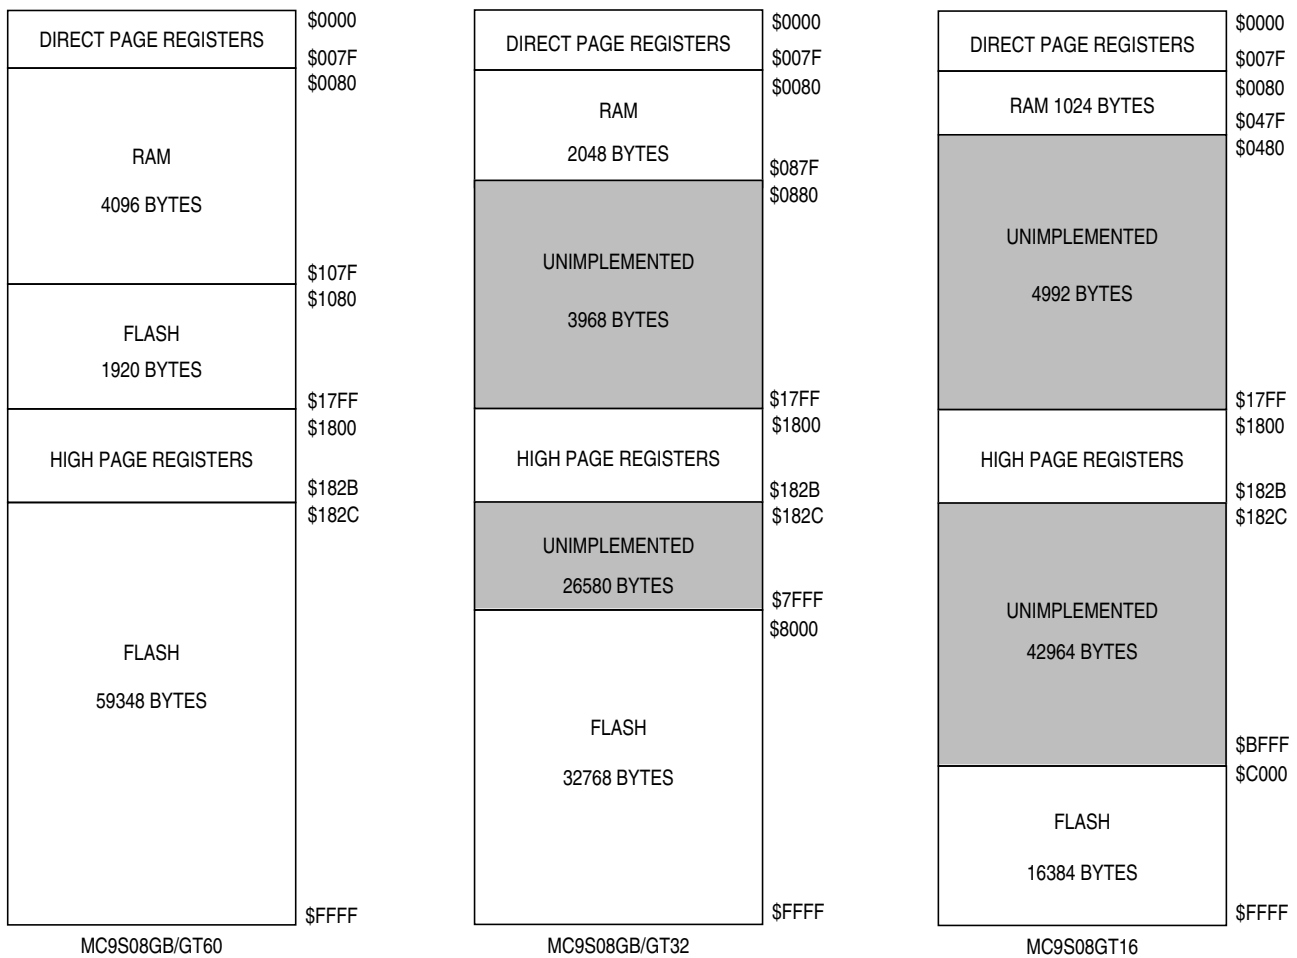 DIRECT PAGE REGISTERS
$0000
$007F
$0080
RAM
4096 BYTES
$107F
$1080
FLASH
1920 BYTES
$17FF
$1800
HIGH PAGE REGISTERS
$182B
$182C
FLASH
59348 BYTES
$FFFF
MC9S08GB/GT60
DIRECT PAGE REGISTERS
$0000
$007F
$0080
RAM
2048 BYTES
$087F
$0880
UNIMPLEMENTED
3968 BYTES
$17FF
$1800
HIGH PAGE REGISTERS
$182B
$182C
UNIMPLEMENTED
26580 BYTES
$7FFF
$8000
FLASH
32768 BYTES
$FFFF
MC9S08GB/GT32
DIRECT PAGE REGISTERS
$0000
$007F
$0080
RAM 1024 BYTES
$047F
$0480
UNIMPLEMENTED
4992 BYTES
$17FF
$1800
HIGH PAGE REGISTERS
$182B
$182C
UNIMPLEMENTED
42964 BYTES
$BFFF
$C000
FLASH
16384 BYTES
$FFFF
MC9S08GT16